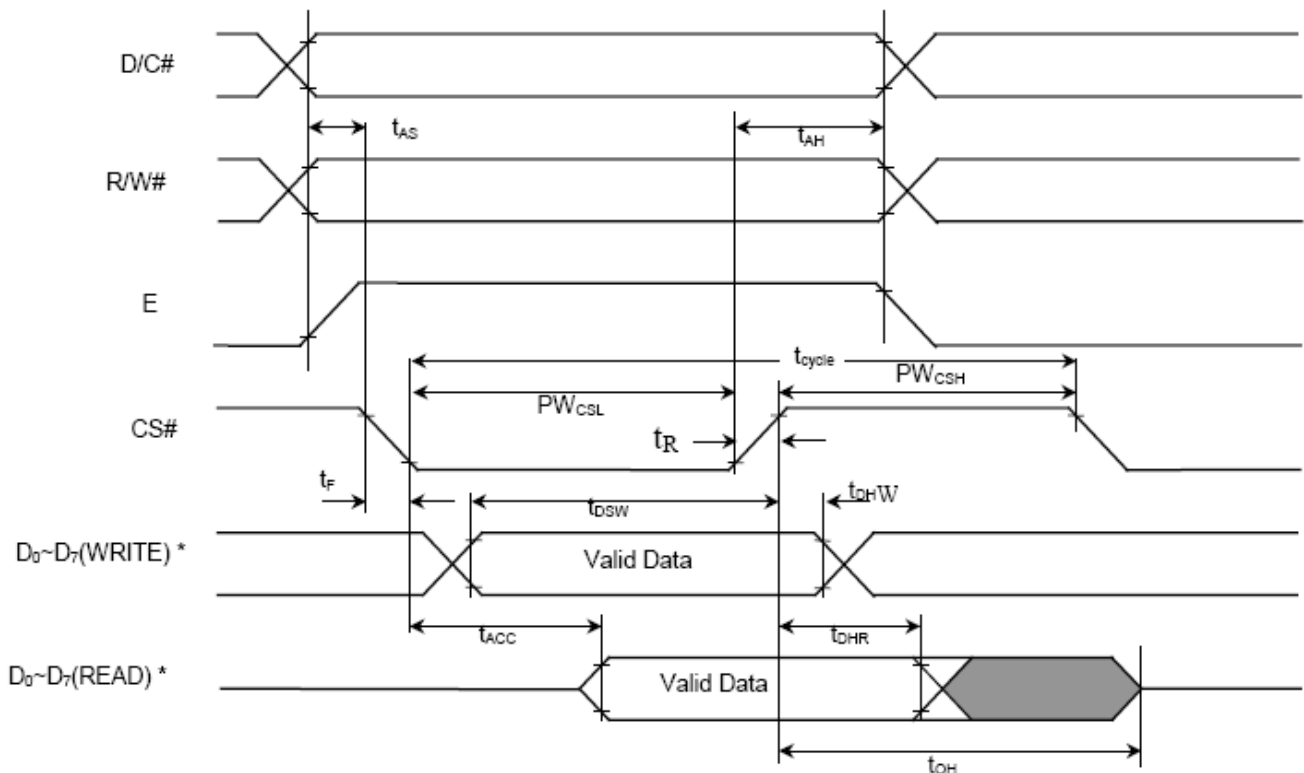 D/C#
tAS
tAH
R/W#
E
tcycle
PWCSH
PWCSL
CS#
tR
tF
tDSW
tDHW
D0~D7(WRITE) *
Valid Data
tACC
tDHR
D0~D7(READ) *
Valid Data
tOH